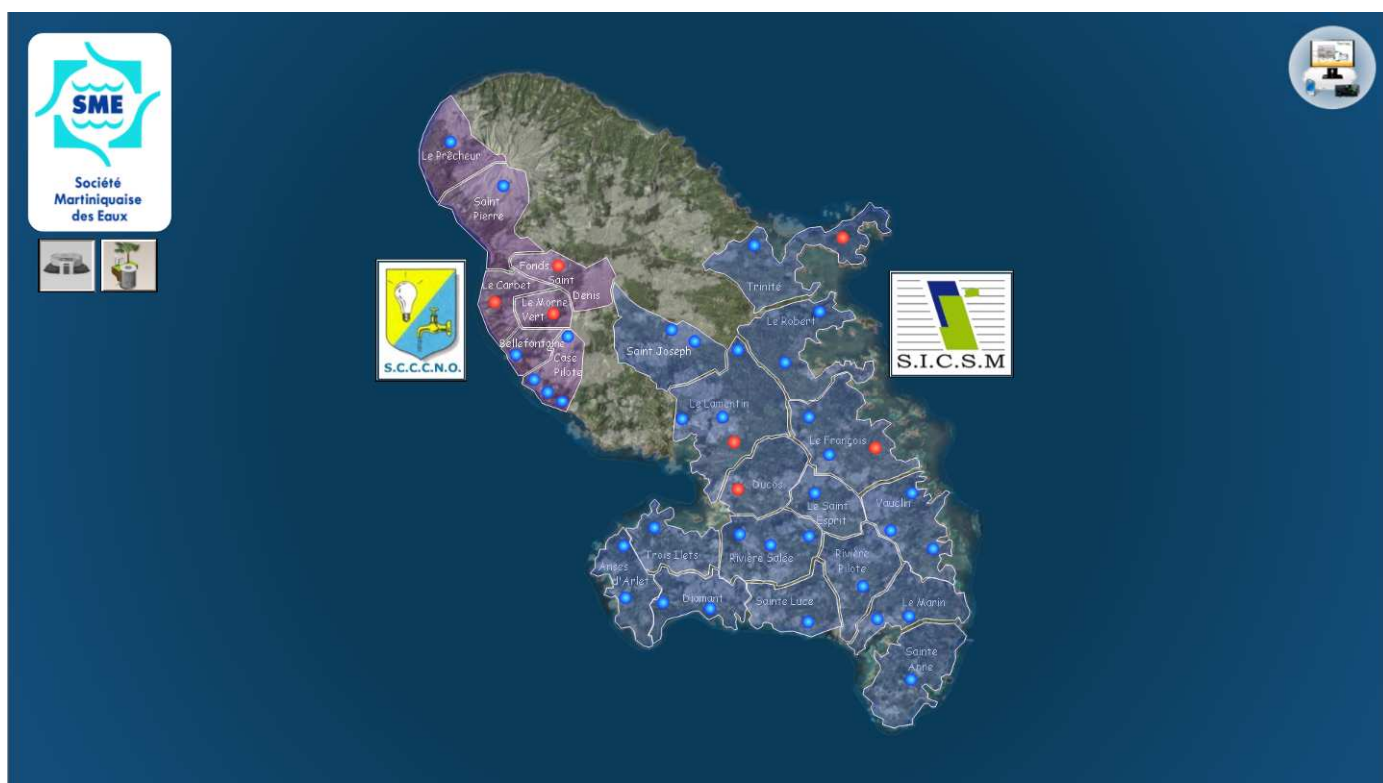 SME
Société
Martiniquaise
des Eaux
Le Prêcheur
Saint
Pierre
Fonds
Saint
Denis
Le Carbet
Le Morne
Vert
Bellefontaine
Case
Pilote
S.C.C.C.N.O.
Trinité
Le Robert
Saint Joseph
S.I.C.S.M
Le Lamentin
Le François
Ducos
Le Saint
Esprit
Vauclin
Trois Ilets
Rivière Salée
Rivière
Pilote
Anses
d'Arlet
Diamant
Sainte Luce
Le Marin
Sainte
Anne